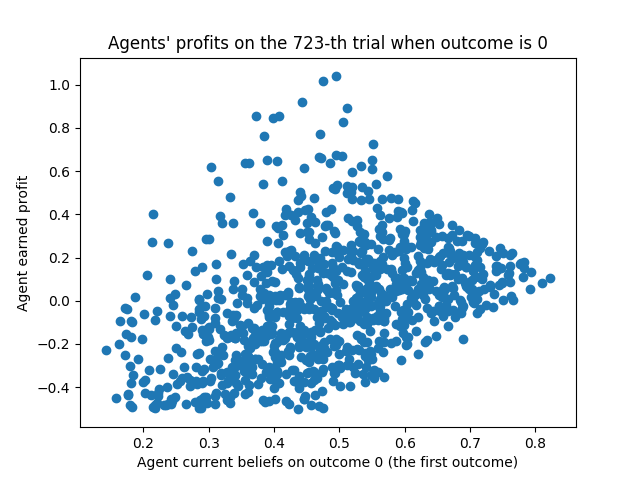 Agents' profits on the 723-th trial when outcome is 0
1.0
0.8
0.6
0.4
0.2
0.0
−0.2
−0.4
Agent earned profit
0.2 0.3 0.4 0.5 0.6 0.7 0.8
Agent current beliefs on outcome 0 (the first outcome)